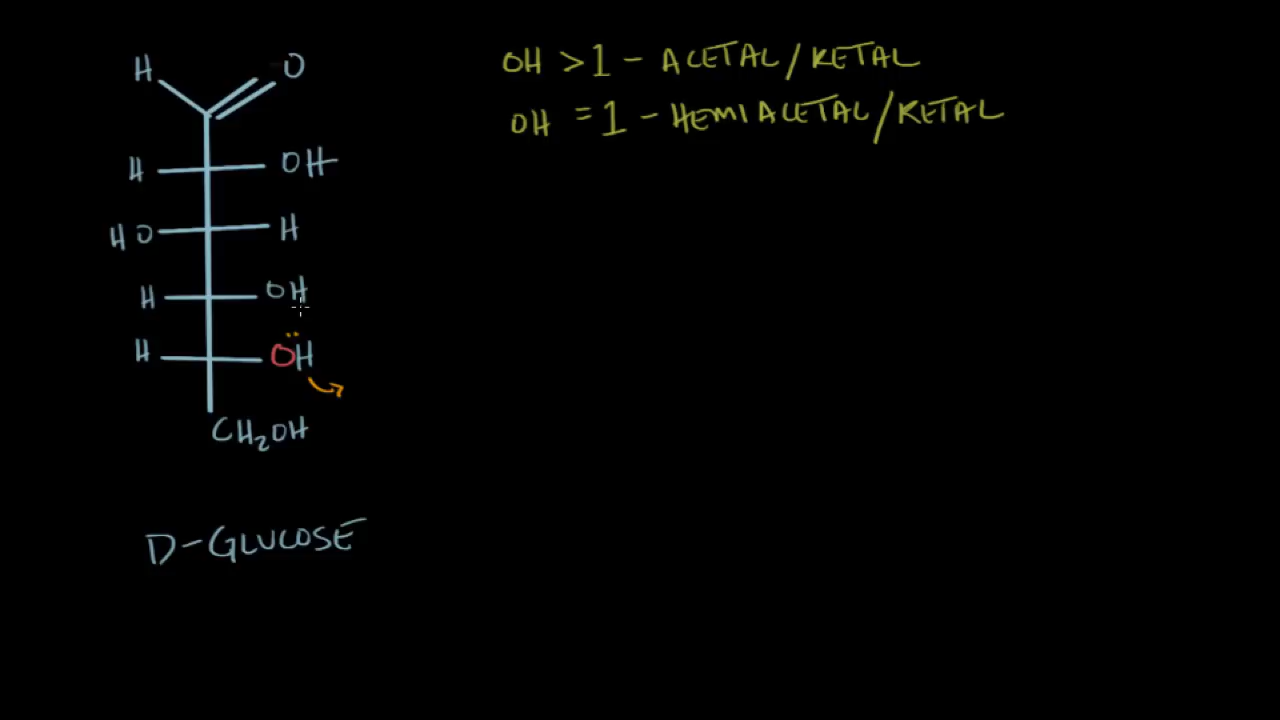 H O
H OH
HO H
H OH
H OH
CH₂OH
D-GLUCOSE
OH > 1 - ACETAL/KETAL
OH = 1 - HEMIACETAL/KETAL